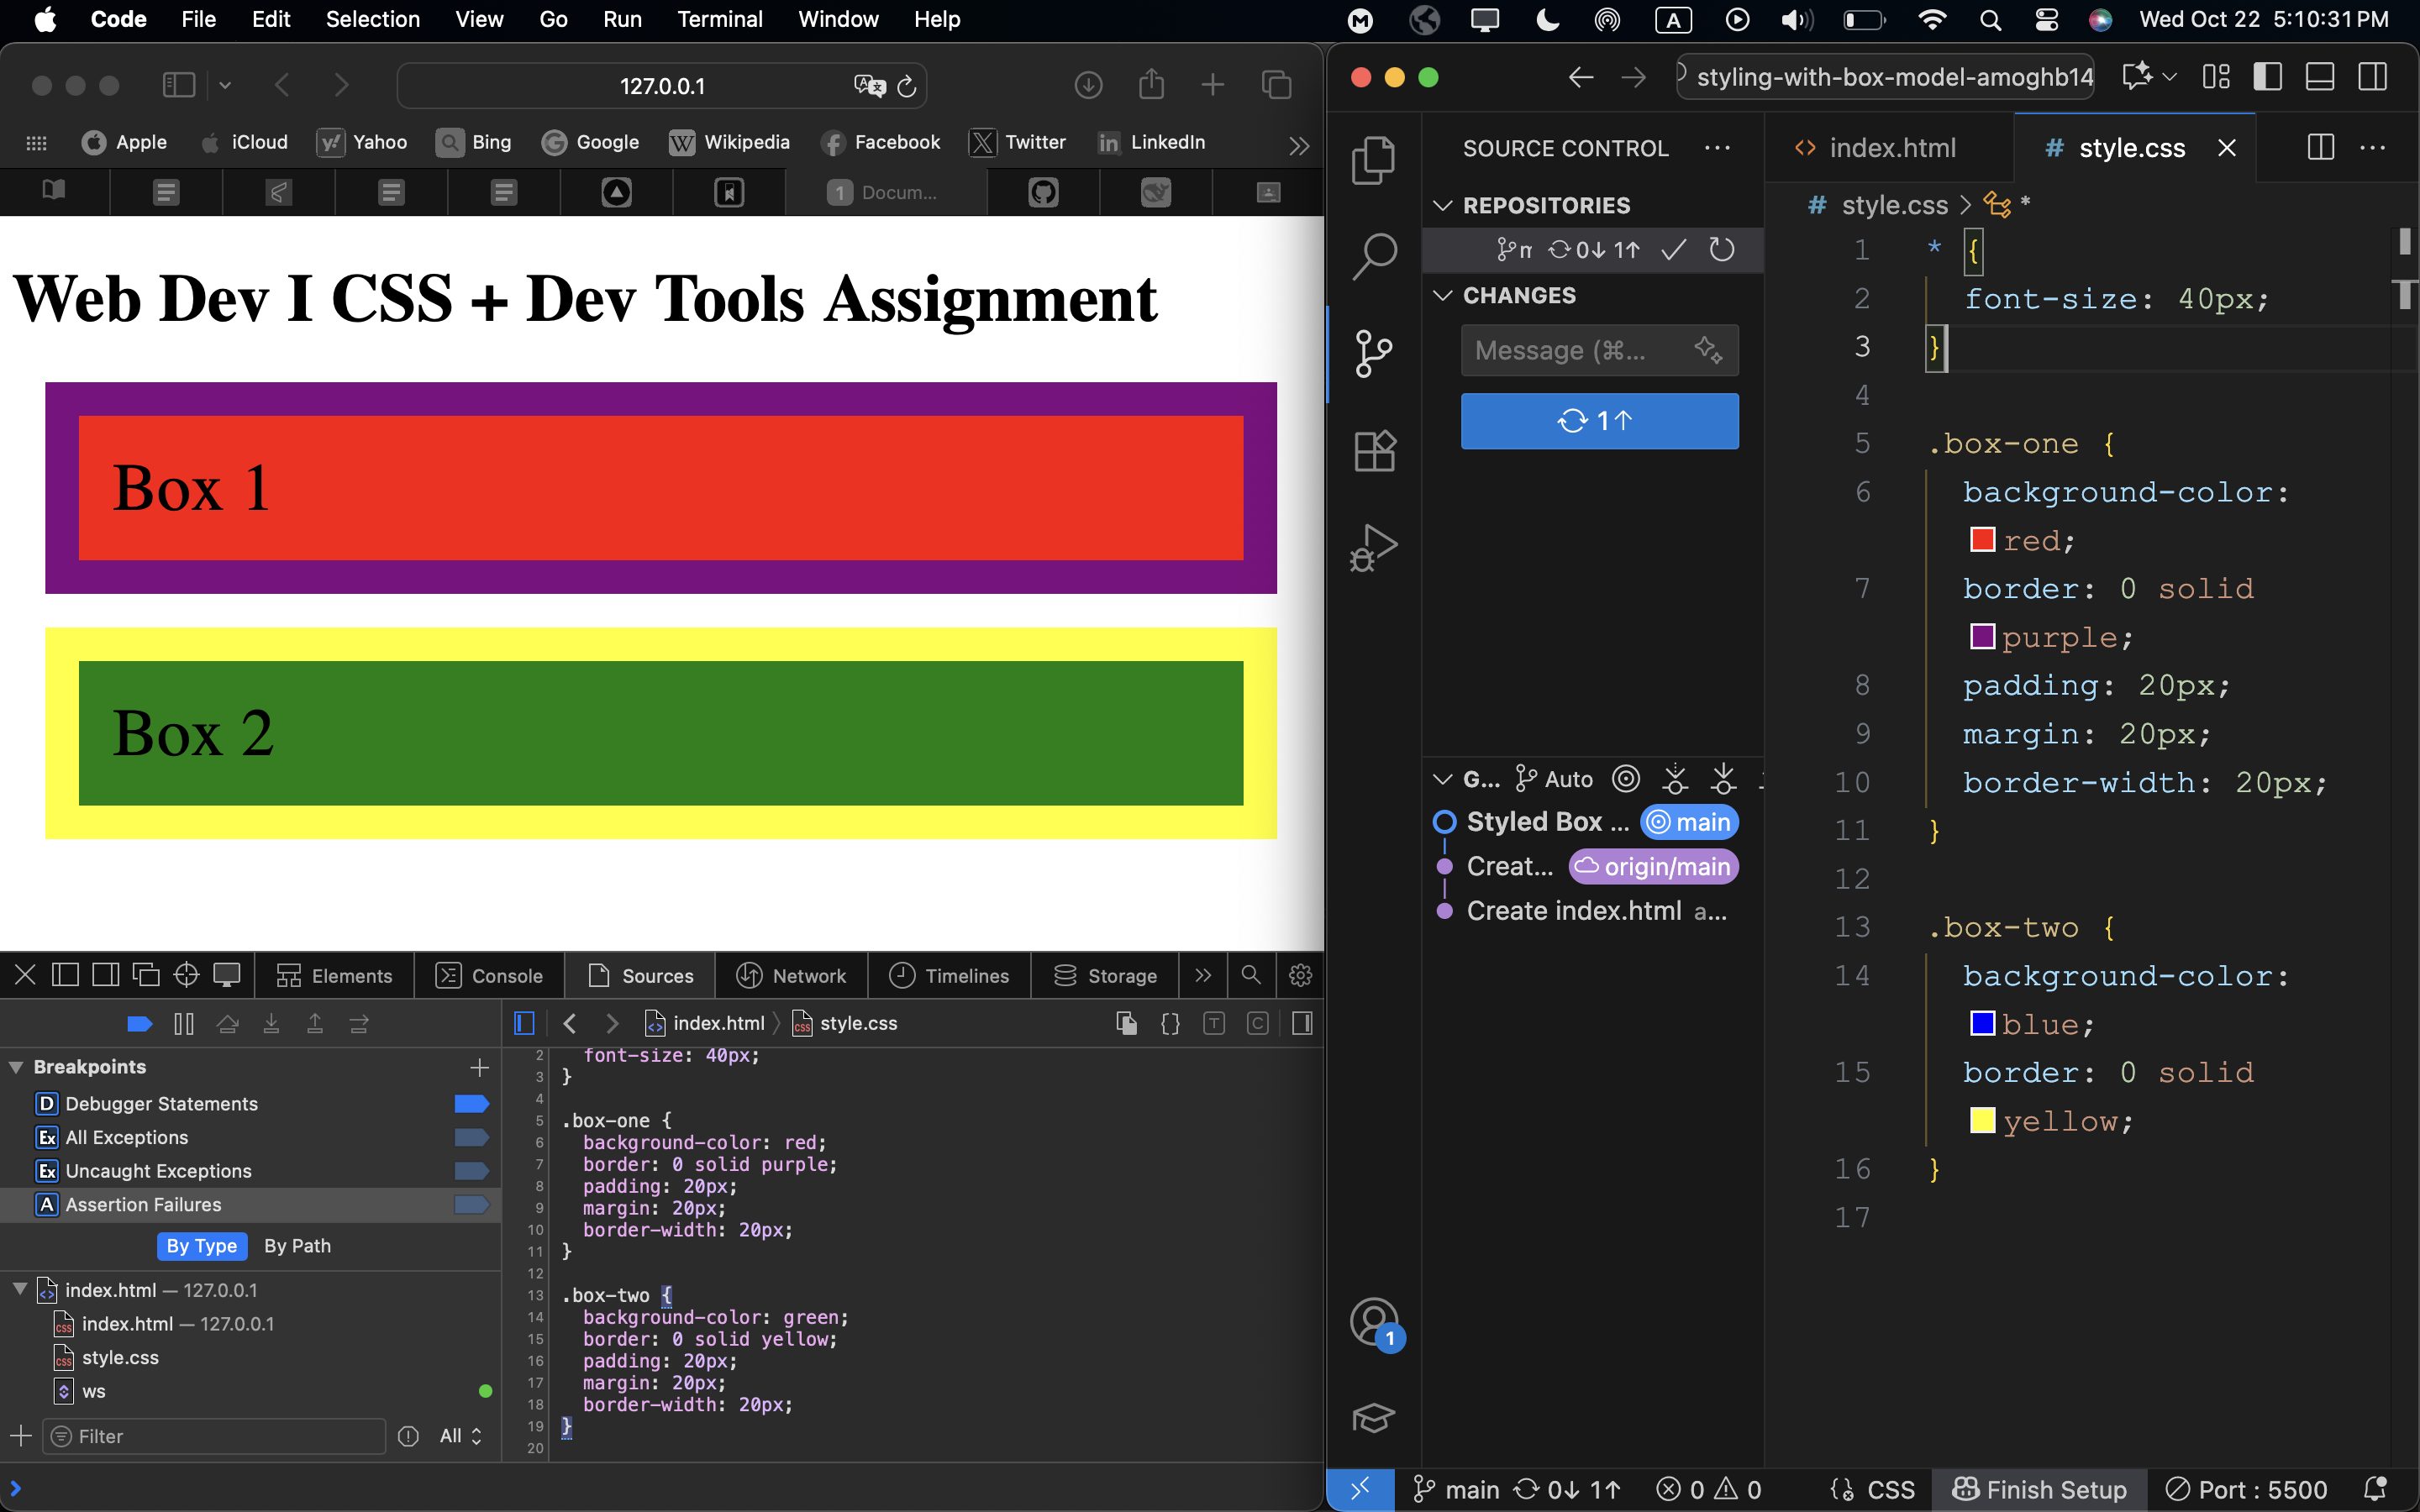 Code File Edit Selection View Go Run Terminal Window Help
A
Wed Oct 22 5:10:31 PM
127.0.0.1
Apple iCloud Yahoo Bing Google Wikipedia Facebook Twitter LinkedIn
1 Docum...
Web Dev I CSS + Dev Tools Assignment
Box 1
Box 2
Elements Console Sources Network Timelines Storage
index.html style.css
Breakpoints
D Debugger Statements
Ex All Exceptions
Ex Uncaught Exceptions
A Assertion Failures
By Type By Path
index.html — 127.0.0.1
index.html — 127.0.0.1
style.css
ws
Filter All
2 font-size: 40px;
3 }
4
5 .box-one {
6 background-color: red;
7 border: 0 solid purple;
8 padding: 20px;
9 margin: 20px;
10 border-width: 20px;
11 }
12
13 .box-two {
14 background-color: green;
15 border: 0 solid yellow;
16 padding: 20px;
17 margin: 20px;
18 border-width: 20px;
19 }
20
styling-with-box-model-amoghb14
SOURCE CONTROL ...
REPOSITORIES
0↓ 1↑
CHANGES
Message (⌘...
1↑
G... Auto
Styled Box ... main
Creat... origin/main
Create index.html a...
1
index.html # style.css
# style.css > *
1 * {
2 font-size: 40px;
3 }
4
5 .box-one {
6 background-color:
red;
7 border: 0 solid
purple;
8 padding: 20px;
9 margin: 20px;
10 border-width: 20px;
11 }
12
13 .box-two {
14 background-color:
blue;
15 border: 0 solid
yellow;
16 }
17
main 0↓ 1↑ 0 0 CSS Finish Setup Port : 5500